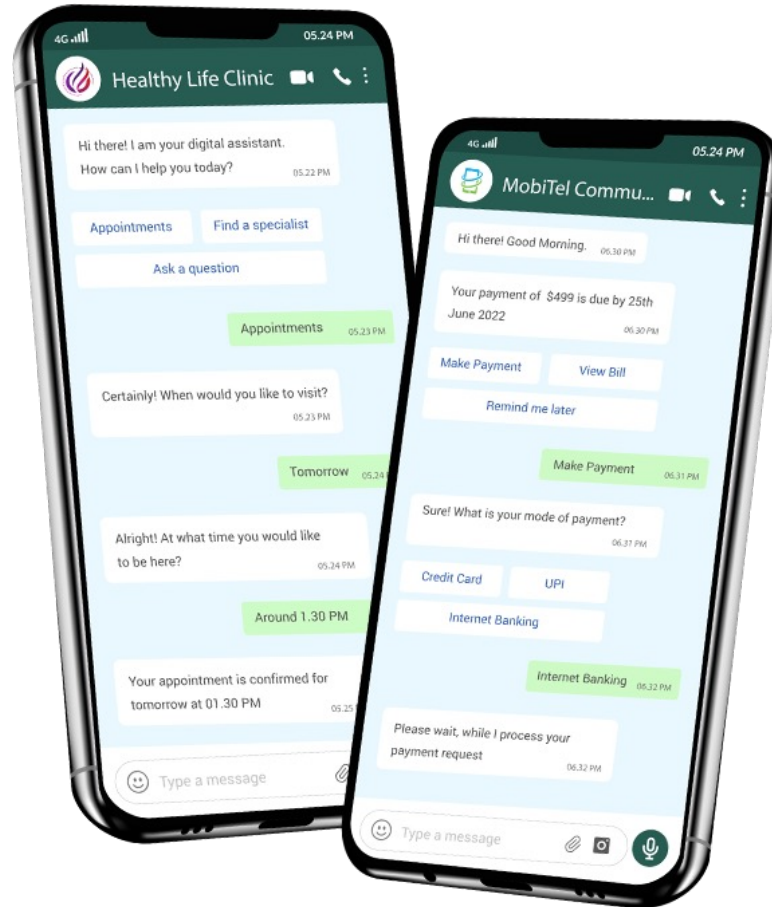 4G
05.24 PM
Healthy Life Clinic
Hi there! I am your digital assistant.
How can I help you today?
05.22 PM
Appointments
Find a specialist
Ask a question
Appointments
05.23 PM
Certainly! When would you like to visit?
05.23 PM
Tomorrow
05.24
Alright! At what time you would like
to be here?
05.24 PM
Around 1.30 PM
Your appointment is confirmed for
tomorrow at 01.30 PM
05.25
Type a message
4G
05.24 PM
MobiTel Commu...
Hi there! Good Morning.
06.30 PM
Your payment of $499 is due by 25th
June 2022
06.30 PM
Make Payment
View Bill
Remind me later
Make Payment
06.31 PM
Sure! What is your mode of payment?
06.31 PM
Credit Card
UPI
Internet Banking
Internet Banking
06.32 PM
Please wait, while I process your
payment request
06.32 PM
Type a message